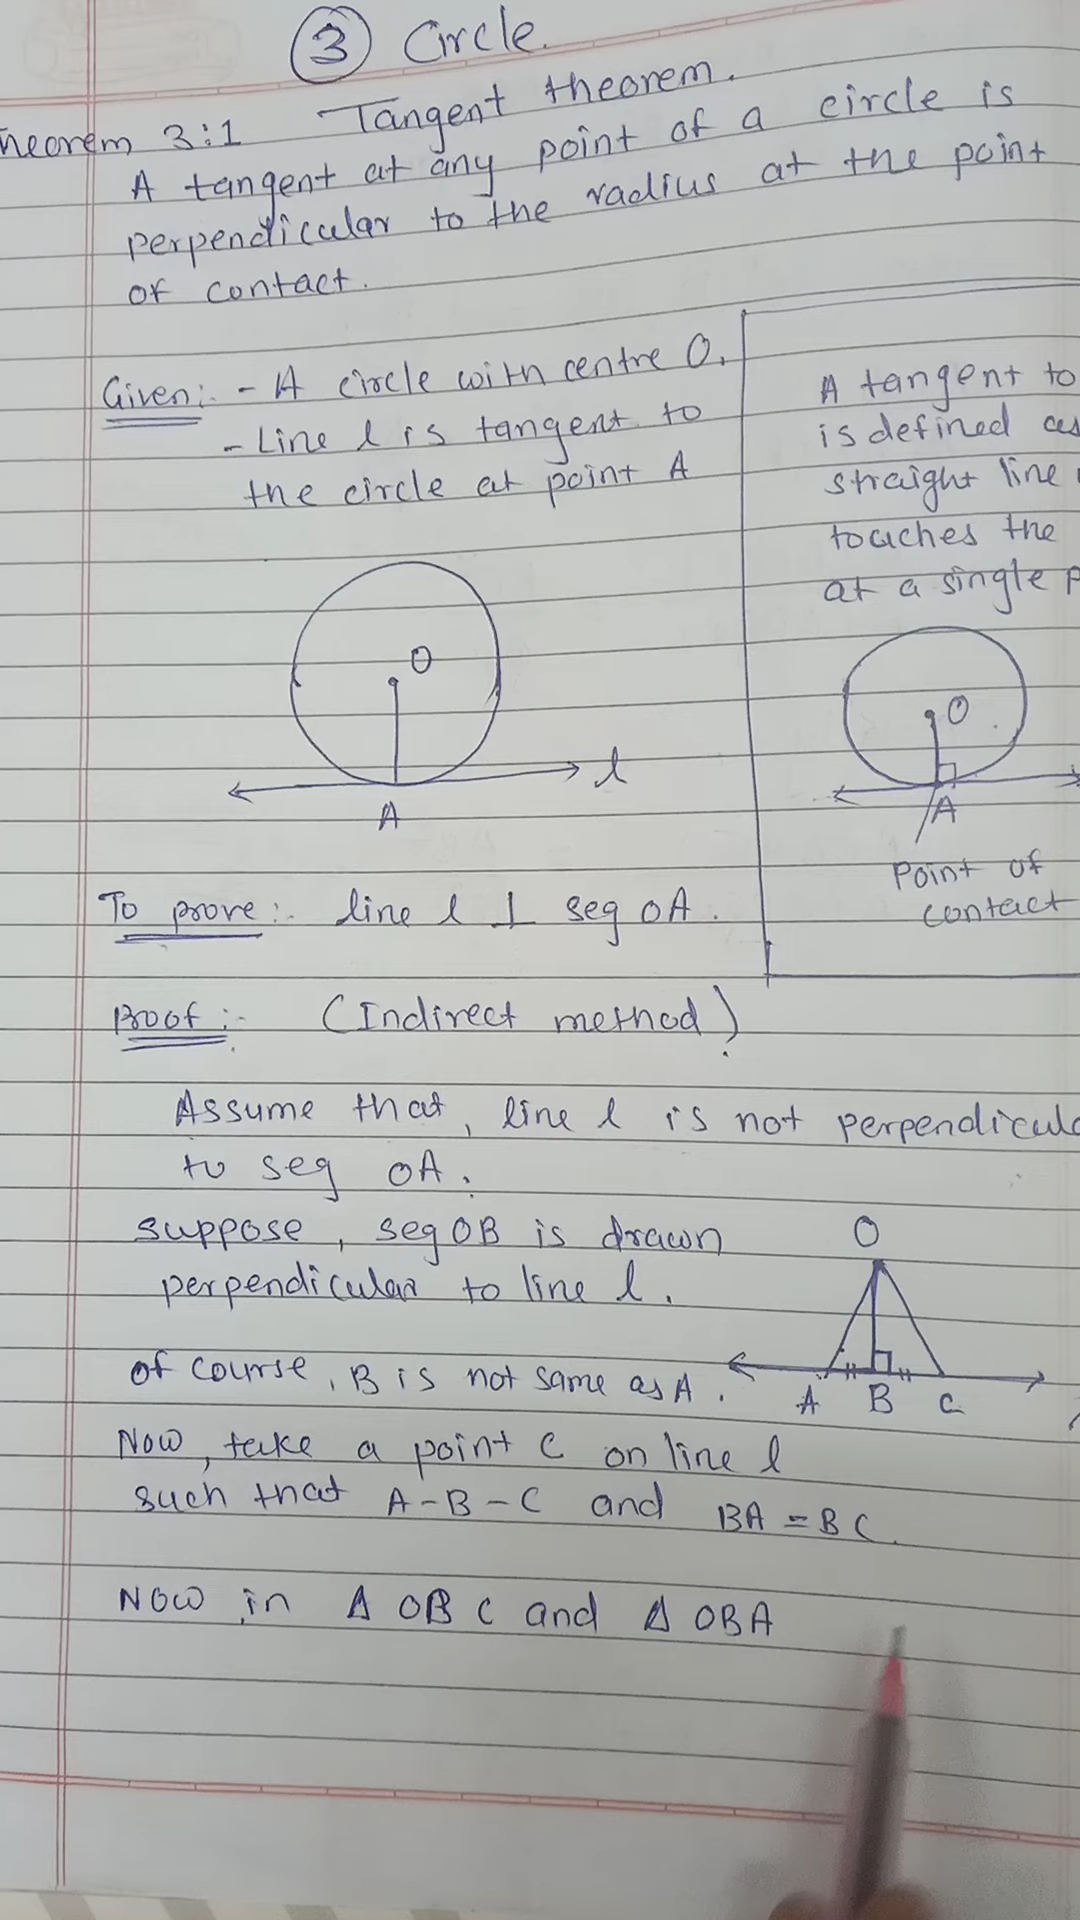 3 Circle.
Theorem 3:1 Tangent theorem.
A tangent at any point of a circle is
perpendicular to the radius at the point
of contact.
Given:- - A circle with centre O.
- Line l is tangent to
the circle at point A
O
l
A
A tangent to
is defined as
straight line
touches the
at a single
O
A
Point of
contact
To prove:- line l ⊥ seg OA.
Proof:- (Indirect method)
Assume that, line l is not perpendicul
to seg OA.
suppose, seg OB is drawn
perpendicular to line l.
of course, B is not same as A.
O
A B C
Now, take a point C on line l
such that A-B-C and BA = BC.
Now in Δ OBC and Δ OBA